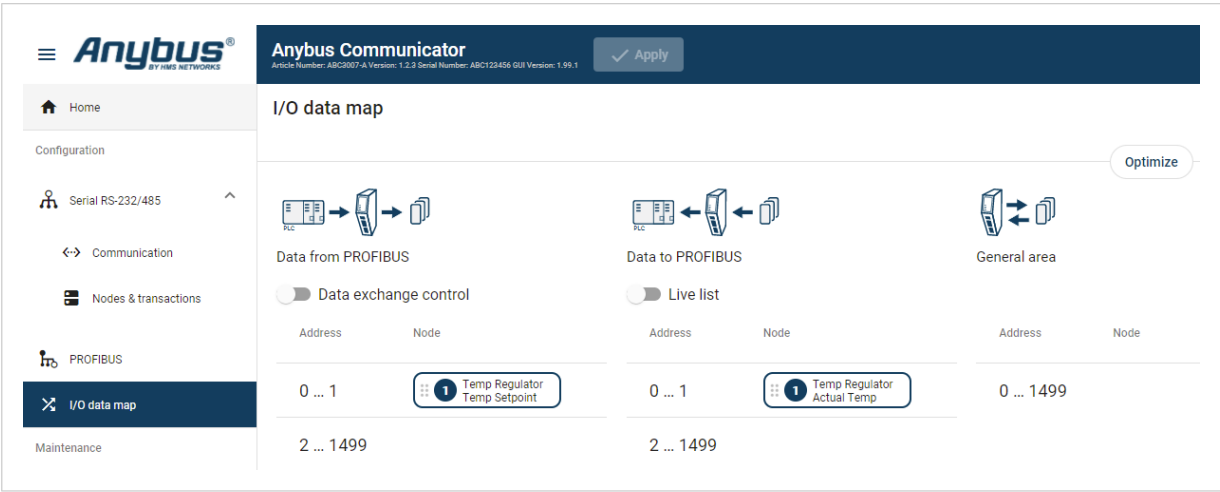 Anybus®
BY HMS NETWORKS
Anybus Communicator
Article Number: ABC3007-A Version: 1.2.3 Serial Number: ABC123456 GUI Version: 1.99.1
Apply
Home
Configuration
Serial RS-232/485
Communication
Nodes & transactions
PROFIBUS
I/O data map
Maintenance
I/O data map
Optimize
PLC
Data from PROFIBUS
Data exchange control
Address Node
0 ... 1 1 Temp Regulator
Temp Setpoint
2 ... 1499
PLC
Data to PROFIBUS
Live list
Address Node
0 ... 1 1 Temp Regulator
Actual Temp
2 ... 1499
General area
Address Node
0 ... 1499